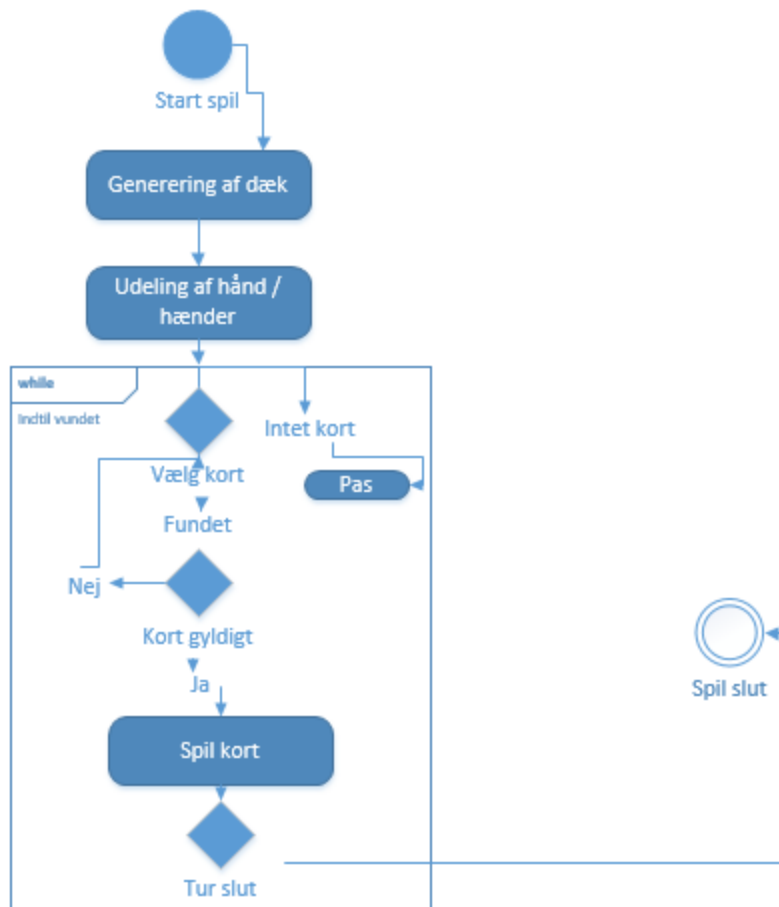 Start spil
Generering af dæk
Udeling af hånd /
hænder
while
Indtil vundet
Intet kort
Vælg kort
Pas
Fundet
Nej
Kort gyldigt
Ja
Spil slut
Spil kort
Tur slut